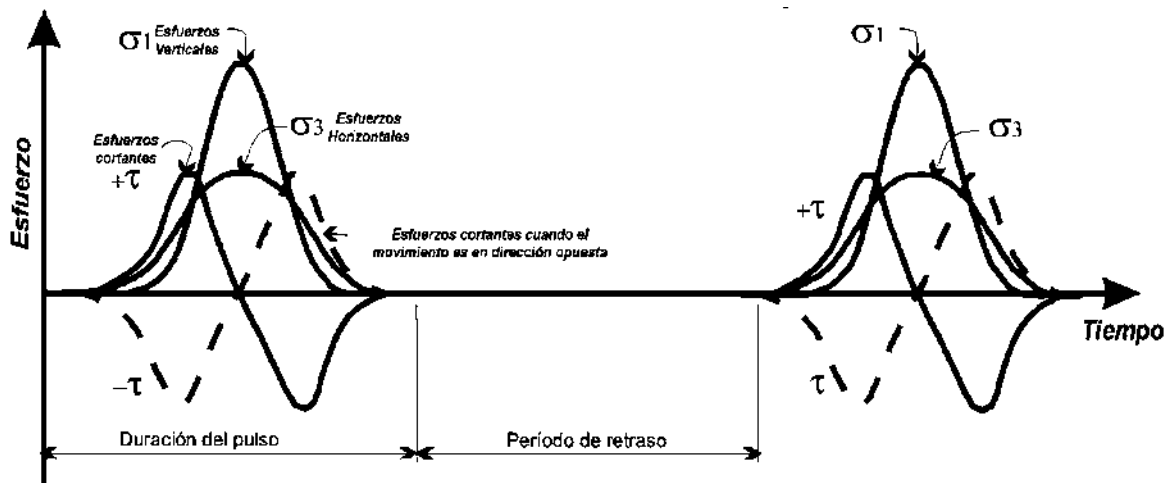 σ1 Esfuerzos
Verticales
σ1
σ3 Esfuerzos
Horizontales
σ3
Esfuerzos
cortantes
+τ
+τ
Esfuerzo
Esfuerzos cortantes cuando el
movimiento es en dirección opuesta
Tiempo
−τ
τ
Duración del pulso
Período de retraso